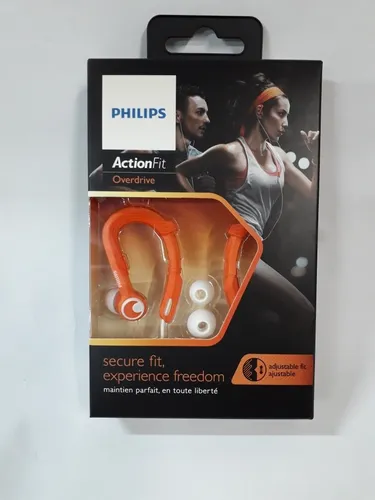 PHILIPS
ActionFit
Overdrive
secure fit,
experience freedom
maintien parfait, en toute liberté
adjustable fit
ajustable